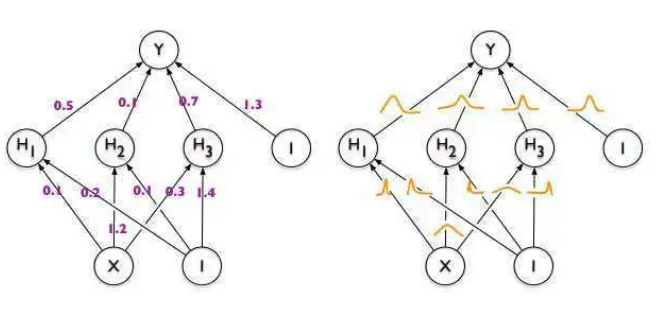 Y Y
0.5 0.1 0.7 1.3
H1 H2 H3 I H1 H2 H3 I
0.1 0.2 0.1 0.3 1.4
1.2
X I X I